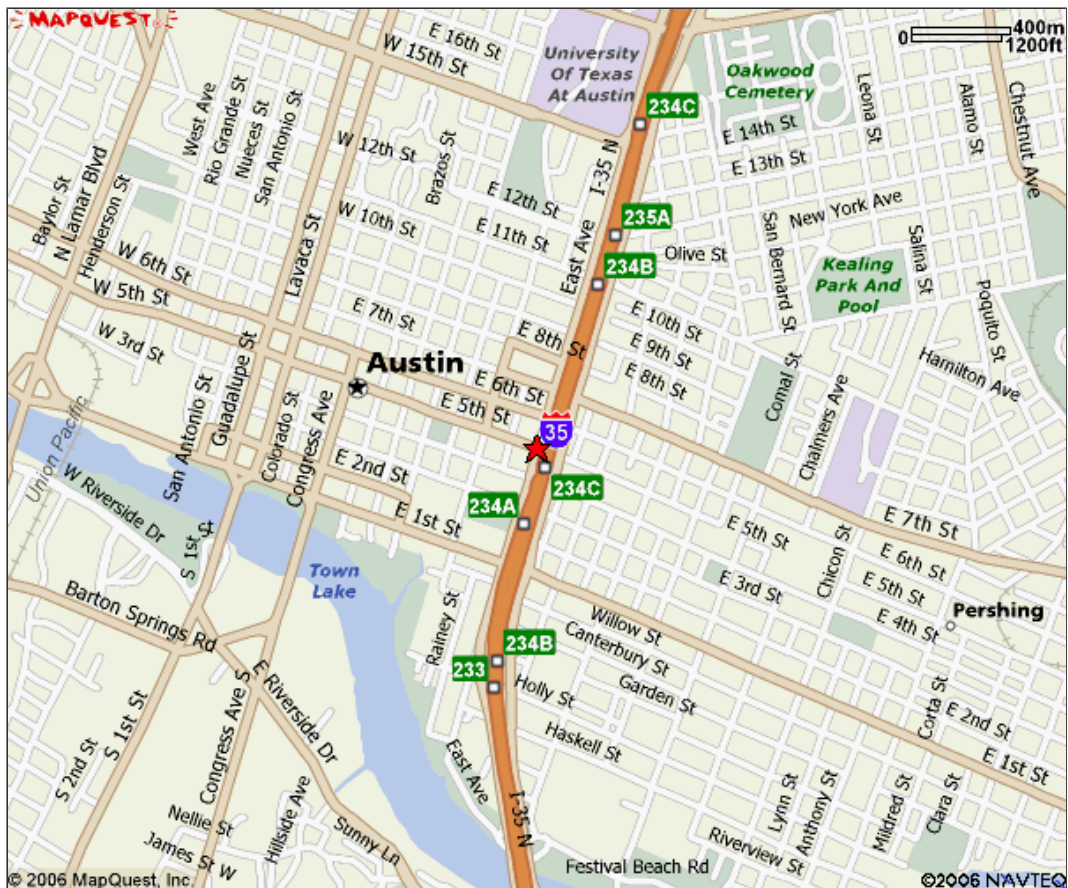 MAPQUEST
E 16th St
W 15th St
University
Of Texas
At Austin
0
400m
1200ft
Oakwood
Cemetery
234C
Leona St
Alamo St
Chestnut Ave
West Ave
Rio Grande St
Nueces St
San Antonio St
W 12th St
Brazos St
I-35 N
E 14th St
E 13th St
N Lamar Blvd
Baylor St
Henderson St
E 12th St
W 10th St
E 11th St
East Ave
235A
New York Ave
San Bernard St
Salina St
Olive St
W 6th St
Lavaca St
234B
Kealing
Park And
Pool
Poquito St
W 5th St
E 7th St
E 8th St
E 10th St
E 9th St
E 8th St
W 3rd St
Austin
E 6th St
E 5th St
Hamilton Ave
Comal St
Chalmers Ave
San Antonio St
Guadalupe St
Colorado St
Congress Ave
35
Union Pacific
E 2nd St
234C
W Riverside Dr
234A
E 1st St
E 5th St
E 7th St
S 1st St
Chicon St
E 6th St
E 5th St
E 4th St
E 3rd St
Town
Lake
Barton Springs Rd
Rainey St
Willow St
Pershing
Canterbury St
234B
233
Garden St
E Riverside Dr
Congress Ave S
S 1st St
Holly St
Corta St
E 2nd St
E 1st St
Haskell St
S 2nd St
East Ave
Hillside Ave
I-35 N
Lynn St
Anthony St
Mildred St
Clara St
Nellie St
James St W
Sunny Ln
Riverview St
Festival Beach Rd
© 2006 MapQuest, Inc.
©2006 NAVTEQ